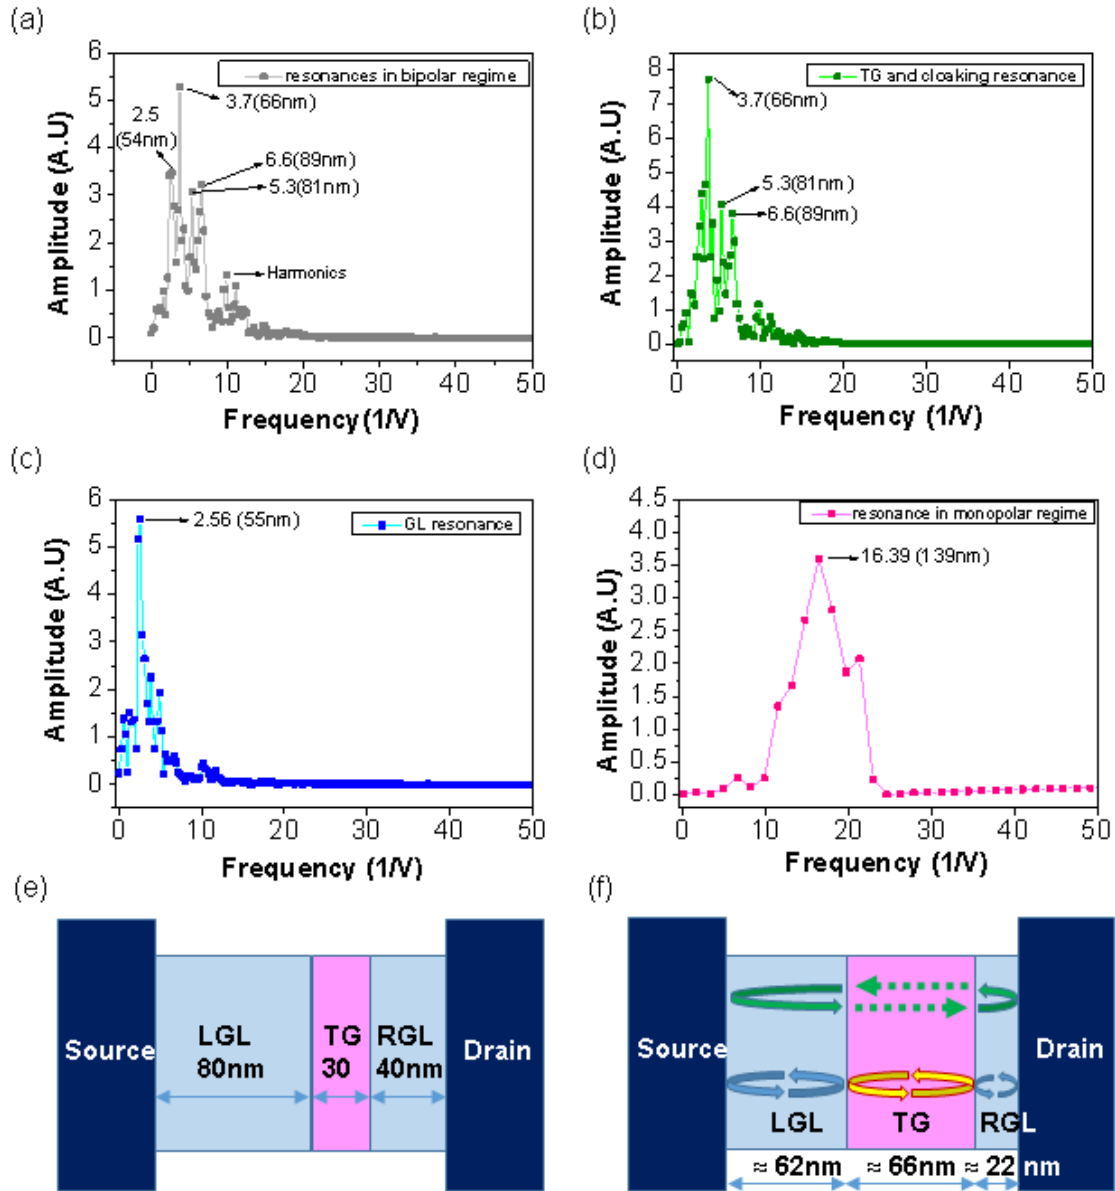 (a)
Amplitude (A.U)
6
5
4
3
2
1
0
resonances in bipolar regime
3.7(66nm)
2.5
(54nm)
6.6(89nm)
5.3(81nm)
Harmonics
0 10 20 30 40 50
Frequency (1/V)
(b)
Amplitude (A.U)
8
7
6
5
4
3
2
1
0
TG and cloaking resonance
3.7(66nm)
5.3(81nm)
6.6(89nm)
0 10 20 30 40 50
Frequency (1/V)
(c)
Amplitude (A.U)
6
5
4
3
2
1
0
2.56 (55nm)
GL resonance
0 10 20 30 40 50
Frequency (1/V)
(d)
Amplitude (A.U)
4.5
4.0
3.5
3.0
2.5
2.0
1.5
1.0
0.5
0.0
resonance in monopolar regime
16.39 (139nm)
0 10 20 30 40 50
Frequency (1/V)
(e)
Source
LGL
80nm
TG
30
RGL
40nm
Drain
(f)
Source
Drain
LGL TG RGL
≈ 62nm ≈ 66nm ≈ 22 nm